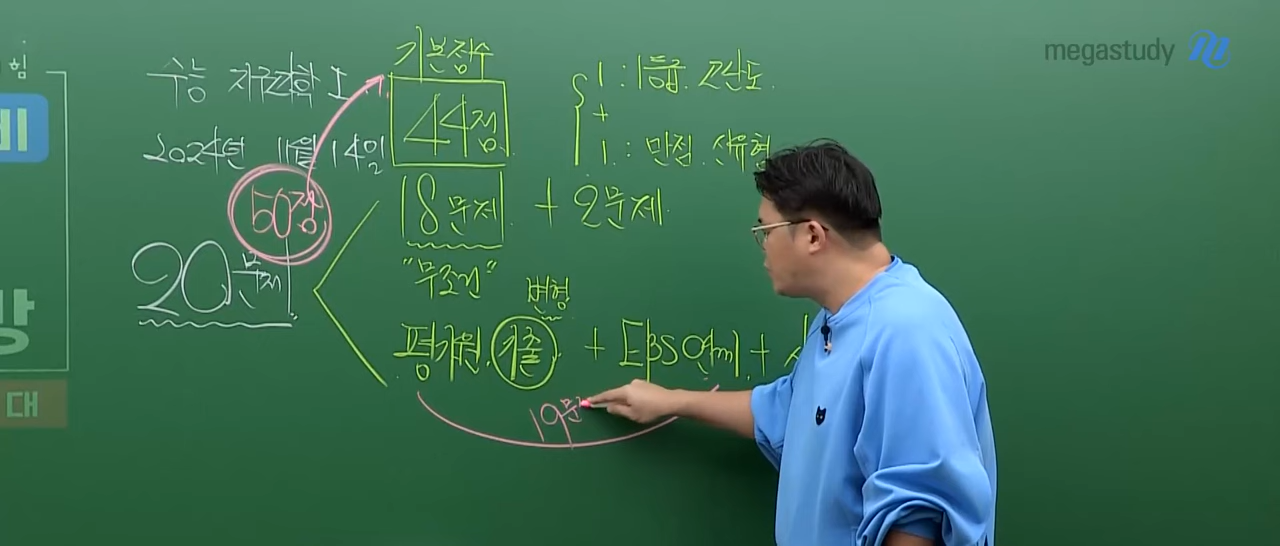 megastudy
힘
대
수능 지구과학 I
2024년 11월 14일
50점
20문제
기본점수
44점
18문제 + 2문제
"무조건"
1 : 1등급. 고난도.
+
1. : 만점. 신유형
변형
평가원. 기출. + EBS 연계 +
19문